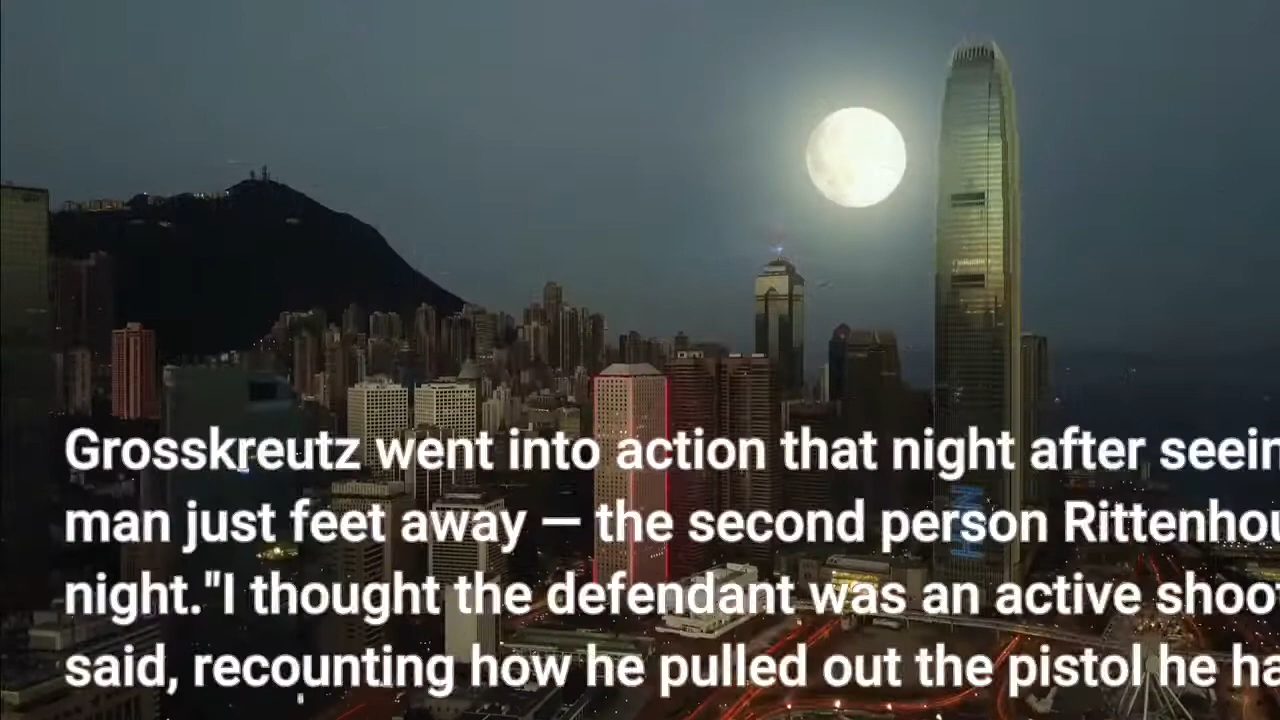 Grosskreutz went into action that night after seein
man just feet away — the second person Rittenhou
night."I thought the defendant was an active shoo
said, recounting how he pulled out the pistol he ha